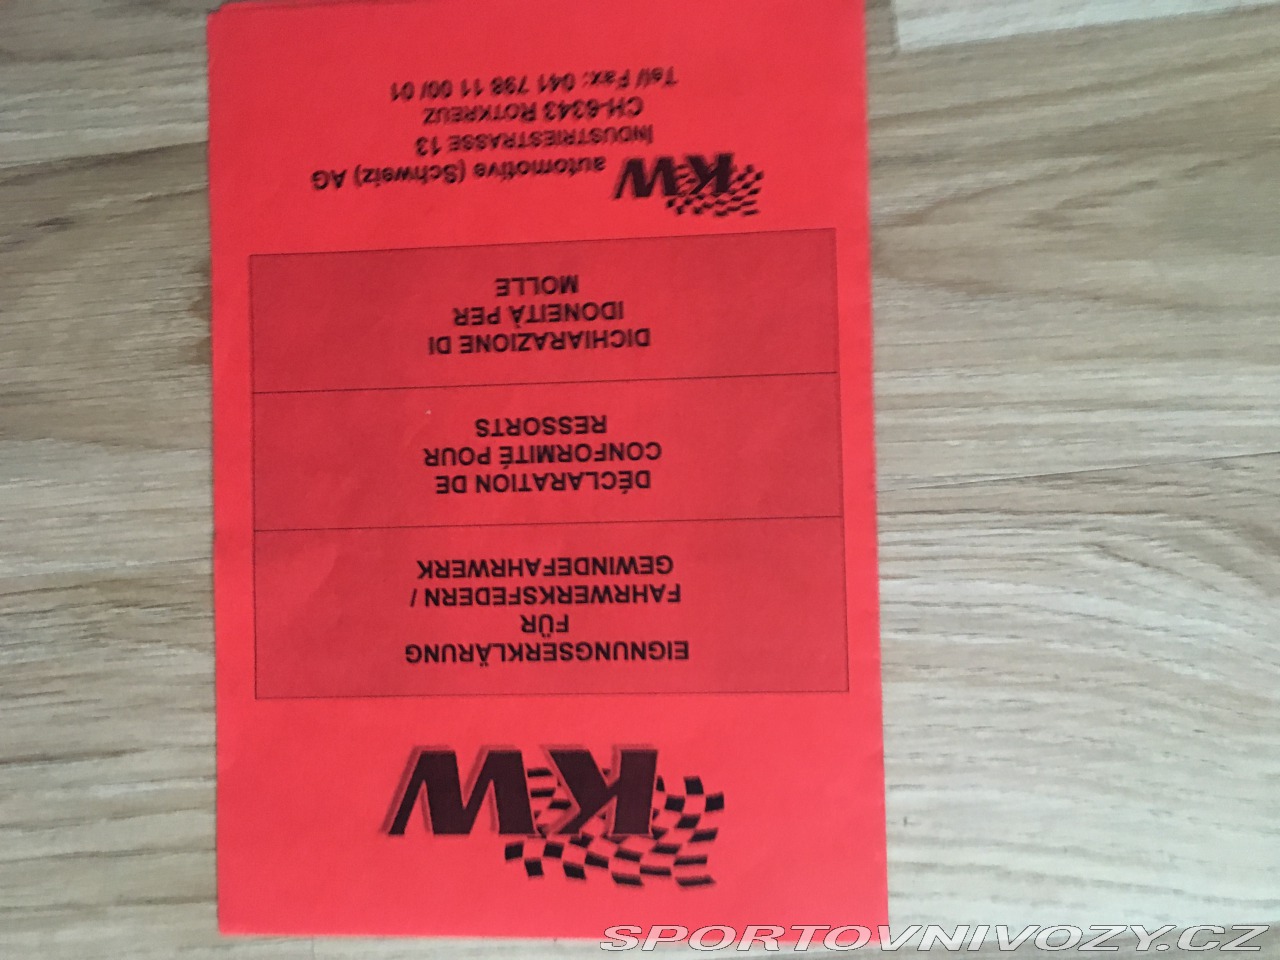 KW
EIGNUNGSERKLÄRUNG
FÜR
FAHRWERKSFEDERN /
GEWINDEFAHRWERK
DÉCLARATION DE
CONFORMITÉ POUR
RESSORTS
DICHIARAZIONE DI
IDONEITÀ PER
MOLLE
KW automotive (Schweiz) AG
INDUSTRIESTRASSE 13
CH-6343 ROTKREUZ
Tel/ Fax: 041 798 11 00/ 01
SPORTOVNIVOZY.CZ